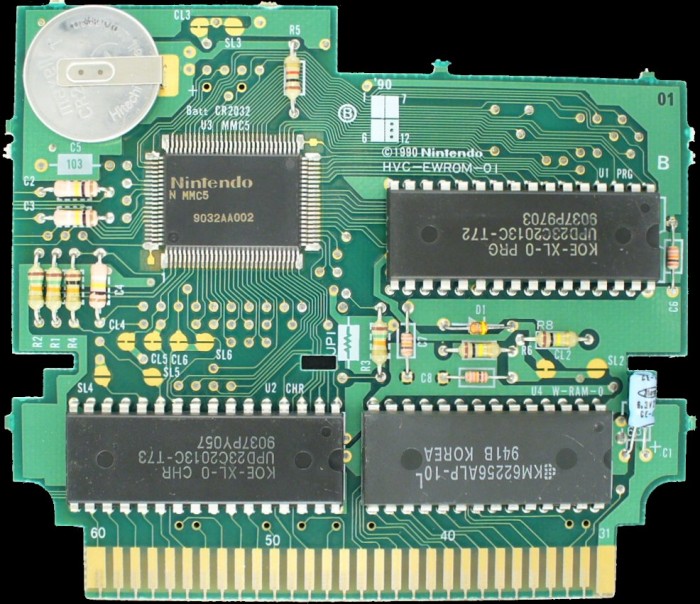 CL3
SL3
R5
'90
1 7
6 12
01
CR2032
Hitachi
+
Batt CR2032
U3 MMC5
B
©1990 Nintendo
HVC-EWROM-01
B
C5
103
C2
C3
Nintendo
N MMC5
9032AA002
U1 PRG
KOE-XL-0 PRG
UPD23C2013C-T72
9037P9703
C6
R2
R1
R4
C4
CL4
CL5
CL6
SL6
SL5
SL4
R3
C7
D1
R8
R6
CL2
SL2
C8
U2 CHR
U4 W-RAM-0
KOE-XL-0 CHR
UPD23C2013C-T73
9037PY057
KM62256ALP-10L
941B KOREA
+
C1
60
50
40
31